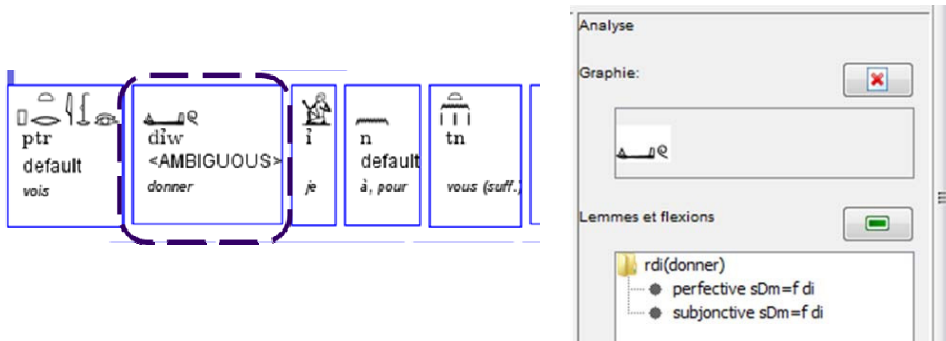 ptr dỉw ỉ n tn
default <AMBIGUOUS> default
vois donner je à, pour vous (suff.)
Analyse
Graphie:
Lemmes et flexions
rdi(donner)
perfective sDm=f di
subjonctive sDm=f di